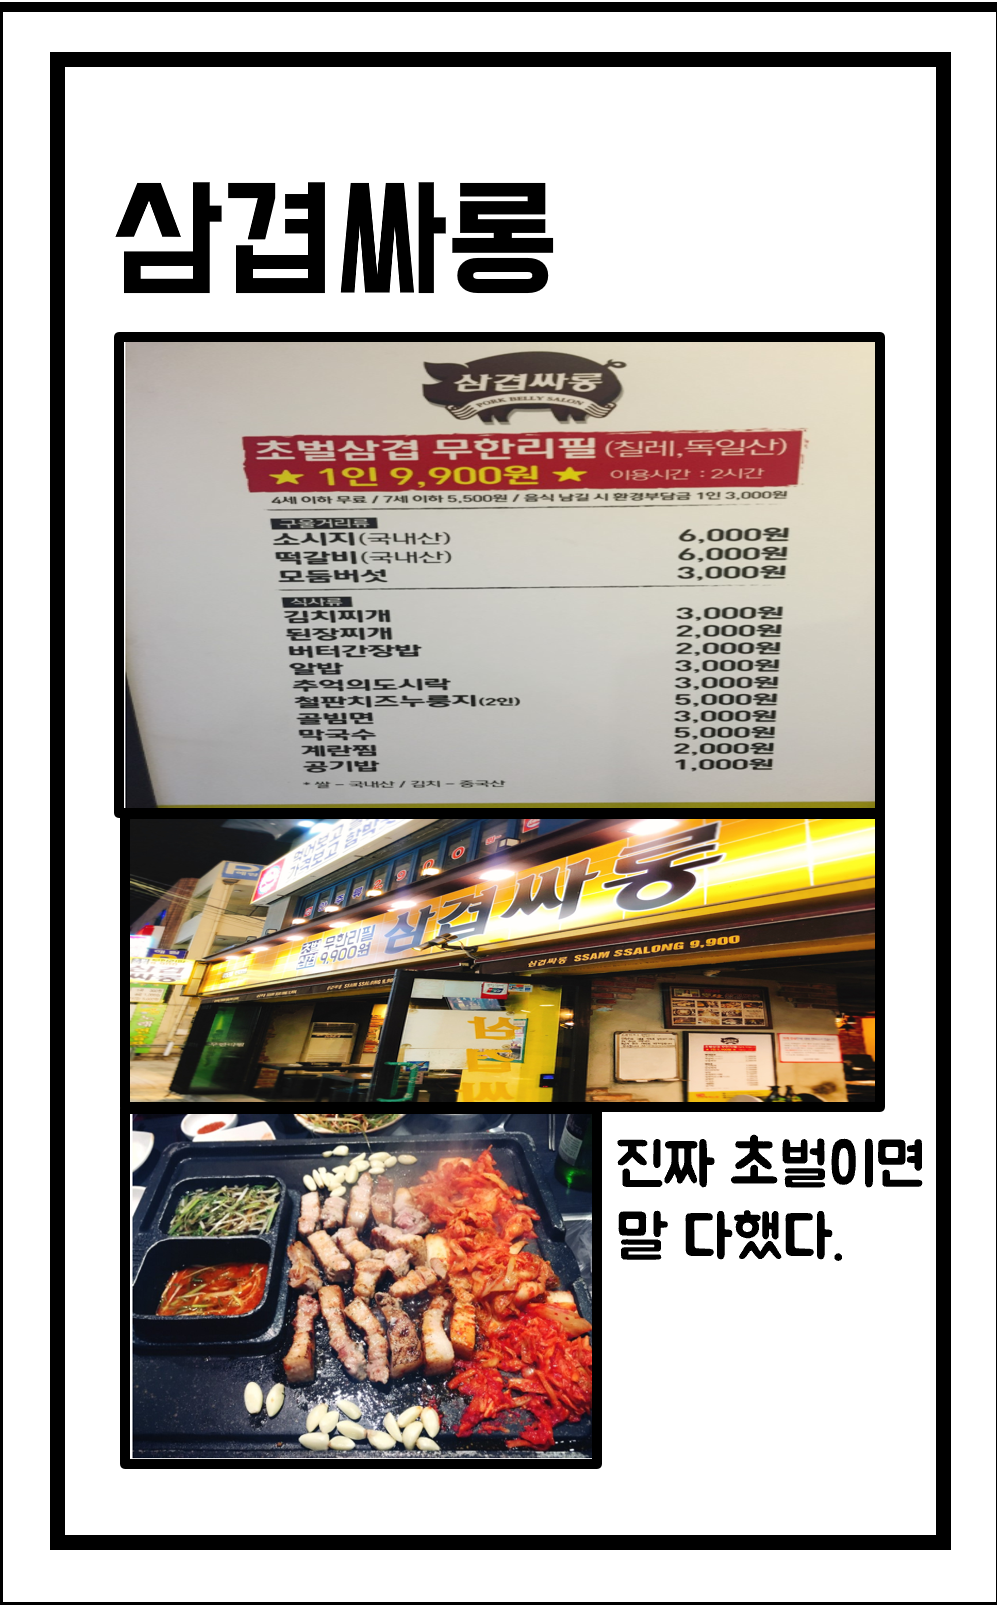 삼겹싸롱
삼겹싸롱
PORK BELLY SALON
초벌삼겹 무한리필 (칠레,독일산)
★ 1인 9,900원 ★ 이용시간 : 2시간
4세 이하 무료 / 7세 이하 5,500원 / 음식 남길 시 환경부담금 1인 3,000원
구울거리류
소시지(국내산) 6,000원
떡갈비(국내산) 6,000원
모둠버섯 3,000원
식사류
김치찌개 3,000원
된장찌개 2,000원
버터간장밥 2,000원
알밥 3,000원
추억의도시락 3,000원
철판치즈누룽지(2인) 5,000원
골빔면 3,000원
막국수 5,000원
계란찜 2,000원
공기밥 1,000원
* 쌀 - 국내산 / 김치 - 중국산
초벌 무한리필
삼겹 9,900원
삼겹싸롱
삼겹싸롱 SSAM SSALONG 9,900
진짜 초벌이면
말 다했다.